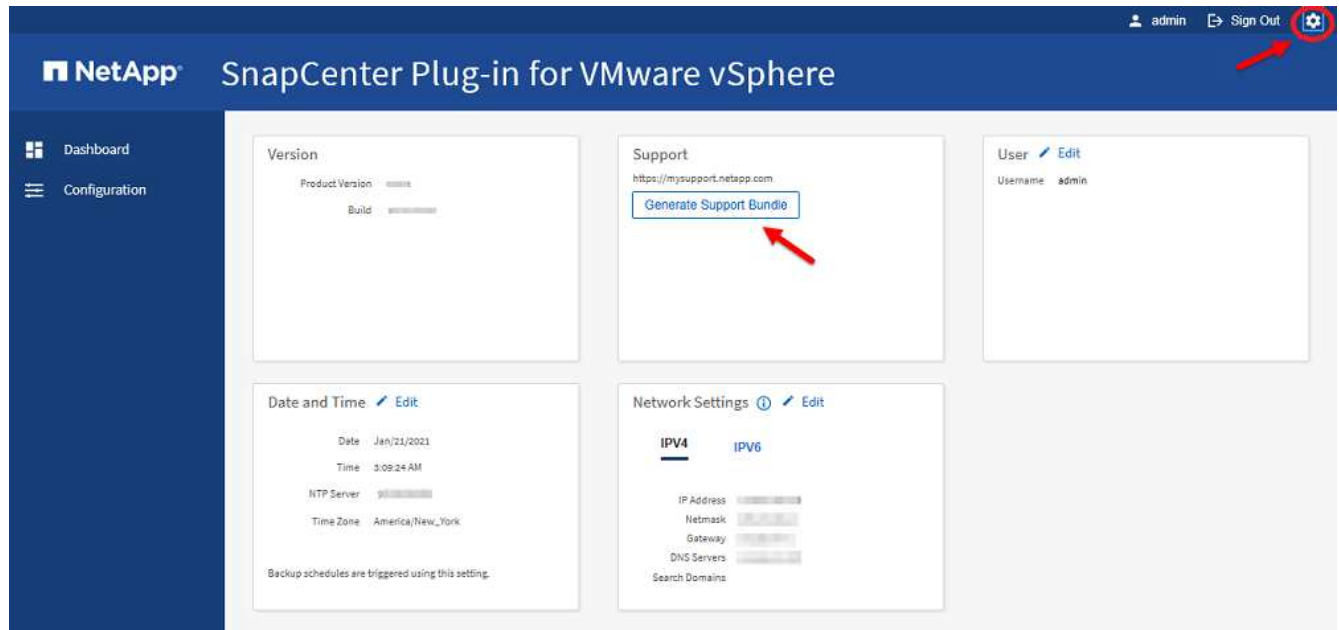 admin Sign Out
NetApp SnapCenter Plug-in for VMware vSphere
Dashboard
Configuration
Version
Product Version
Build
Support
https://mysupport.netapp.com
Generate Support Bundle
User Edit
Username admin
Date and Time Edit
Date Jan/21/2021
Time 3:09:24 AM
NTP Server
Time Zone America/New_York
Backup schedules are triggered using this setting.
Network Settings Edit
IPV4 IPV6
IP Address
Netmask
Gateway
DNS Servers
Search Domains